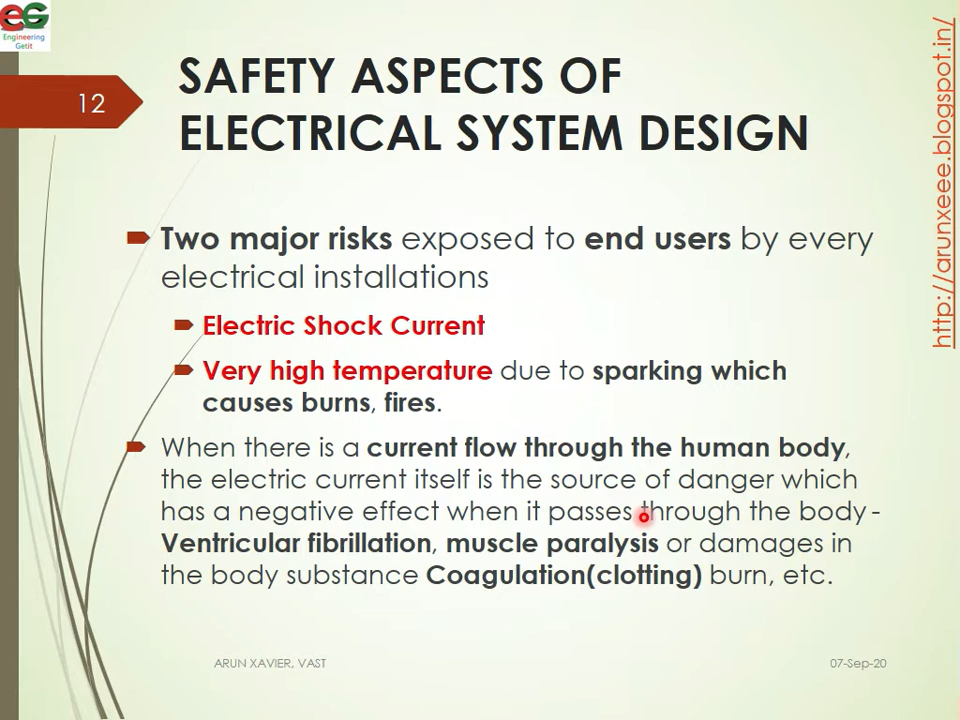 EG
Engineering
Getit
12
SAFETY ASPECTS OF
ELECTRICAL SYSTEM DESIGN
http://arunxeee.blogspot.in/
Two major risks exposed to end users by every
electrical installations
Electric Shock Current
Very high temperature due to sparking which
causes burns, fires.
When there is a current flow through the human body,
the electric current itself is the source of danger which
has a negative effect when it passes through the body -
Ventricular fibrillation, muscle paralysis or damages in
the body substance Coagulation(clotting) burn, etc.
ARUN XAVIER, VAST
07-Sep-20